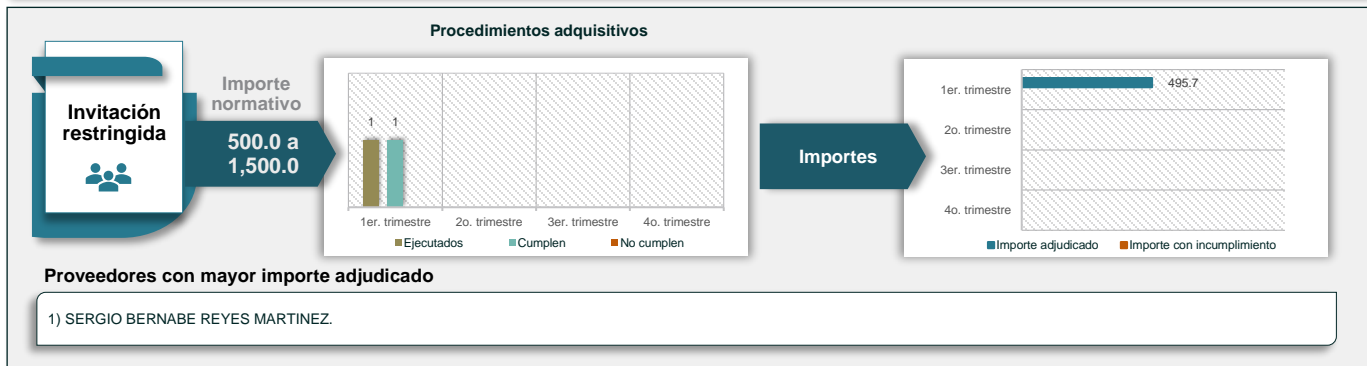 Procedimientos adquisitivos
Invitación
restringida
Importe
normativo
500.0 a
1,500.0
1 1
1er. trimestre 2o. trimestre 3er. trimestre 4o. trimestre
Ejecutados Cumplen No cumplen
Importes
1er. trimestre 495.7
2o. trimestre
3er. trimestre
4o. trimestre
Importe adjudicado Importe con incumplimiento
Proveedores con mayor importe adjudicado
1) SERGIO BERNABE REYES MARTINEZ.